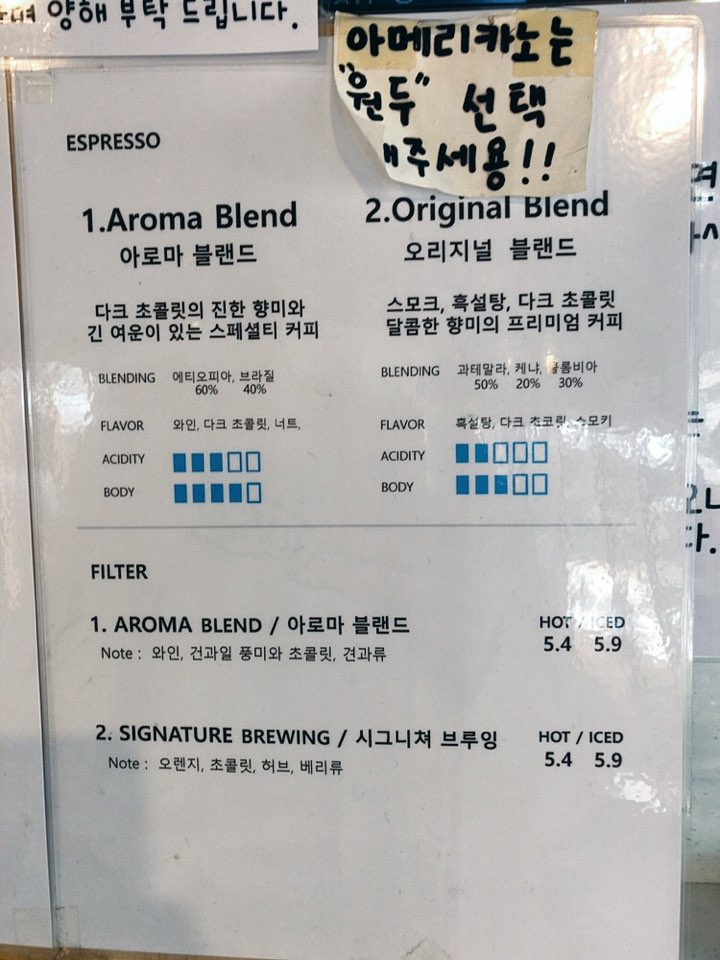 양해 부탁 드립니다.
아메리카노는
"원두" 선택
해주세용!!
ESPRESSO
1.Aroma Blend
아로마 블랜드
다크 초콜릿의 진한 향미와
긴 여운이 있는 스페셜티 커피
BLENDING 에티오피아, 브라질
60% 40%
FLAVOR 와인, 다크 초콜릿, 너트,
ACIDITY
BODY
2.Original Blend
오리지널 블랜드
스모크, 흑설탕, 다크 초콜릿
달콤한 향미의 프리미엄 커피
BLENDING 과테말라, 케냐, 콜롬비아
50% 20% 30%
FLAVOR 흑설탕, 다크 초코릿, 스모키
ACIDITY
BODY
FILTER
1. AROMA BLEND / 아로마 블랜드 HOT / ICED
Note : 와인, 건과일 풍미와 초콜릿, 견과류 5.4 5.9
2. SIGNATURE BREWING / 시그니쳐 브루잉 HOT / ICED
Note : 오렌지, 초콜릿, 허브, 베리류 5.4 5.9